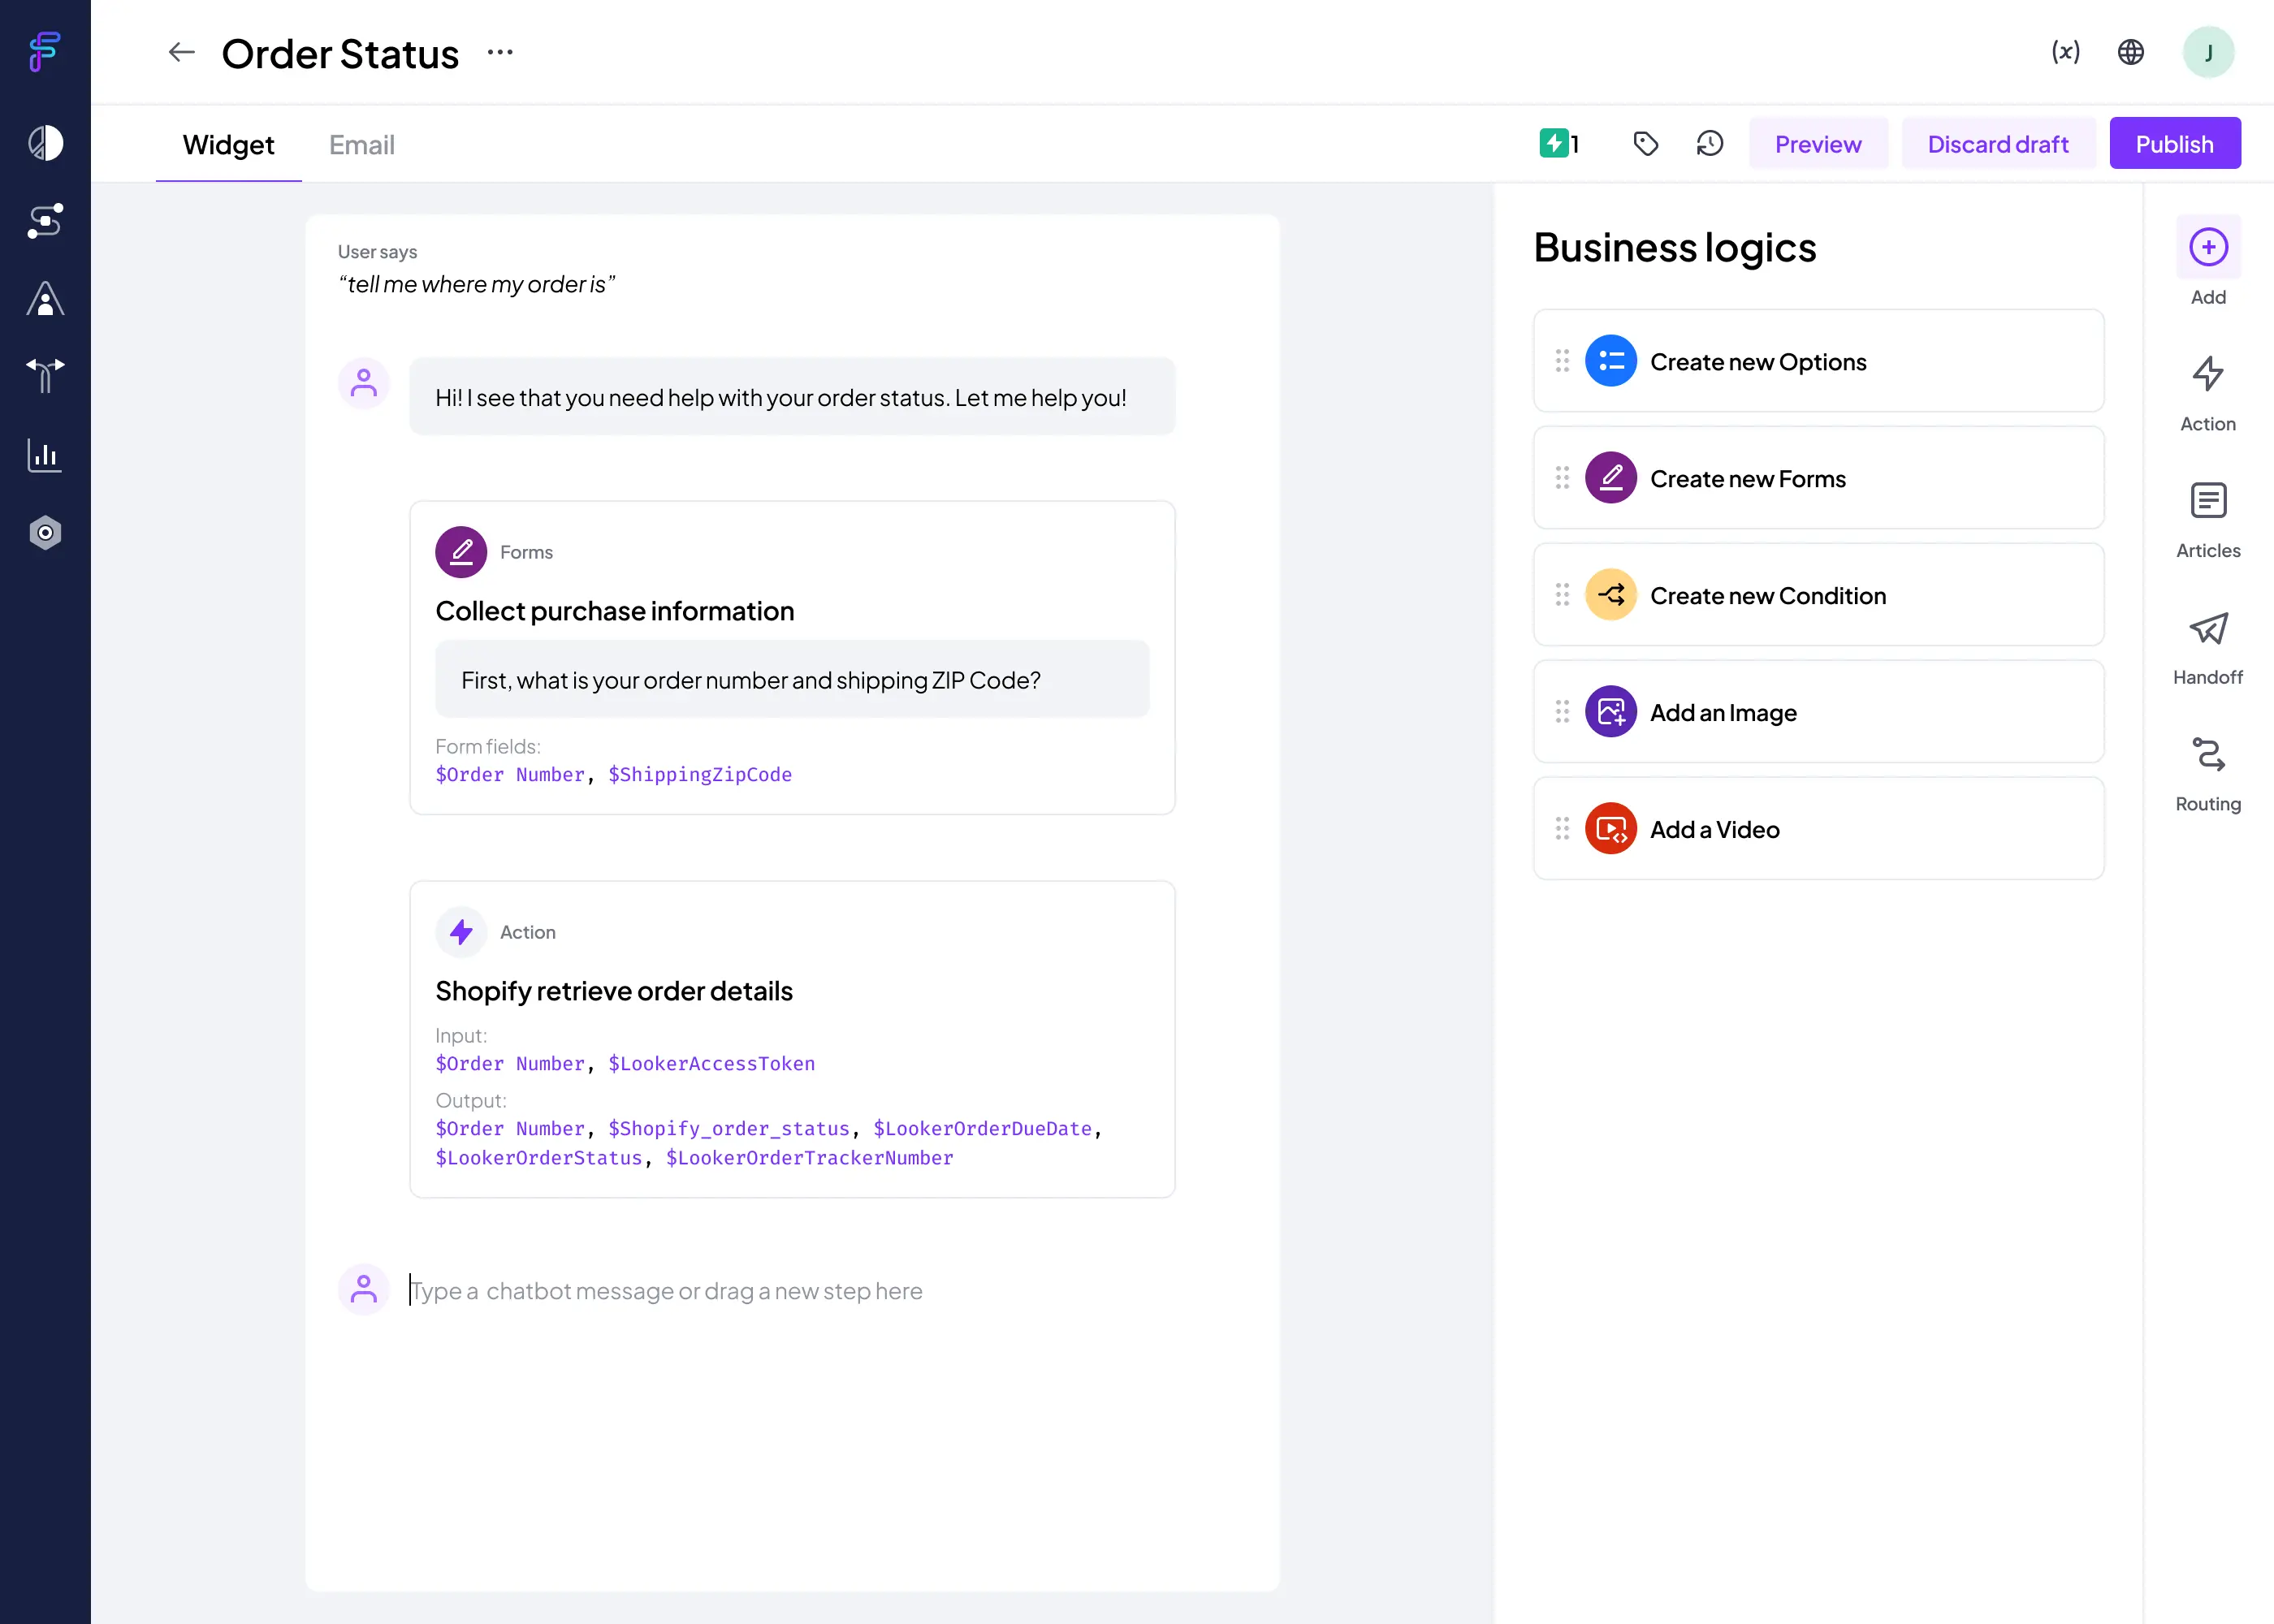 Order Status
J
Widget
Email
1
Preview
Discard draft
Publish
User says
“tell me where my order is”
Hi! I see that you need help with your order status. Let me help you!
Forms
Collect purchase information
First, what is your order number and shipping ZIP Code?
Form fields:
$Order Number, $ShippingZipCode
Action
Shopify retrieve order details
Input:
$Order Number, $LookerAccessToken
Output:
$Order Number, $Shopify_order_status, $LookerOrderDueDate,
$LookerOrderStatus, $LookerOrderTrackerNumber
Type a chatbot message or drag a new step here
Business logics
Create new Options
Create new Forms
Create new Condition
Add an Image
Add a Video
Add
Action
Articles
Handoff
Routing
(x)